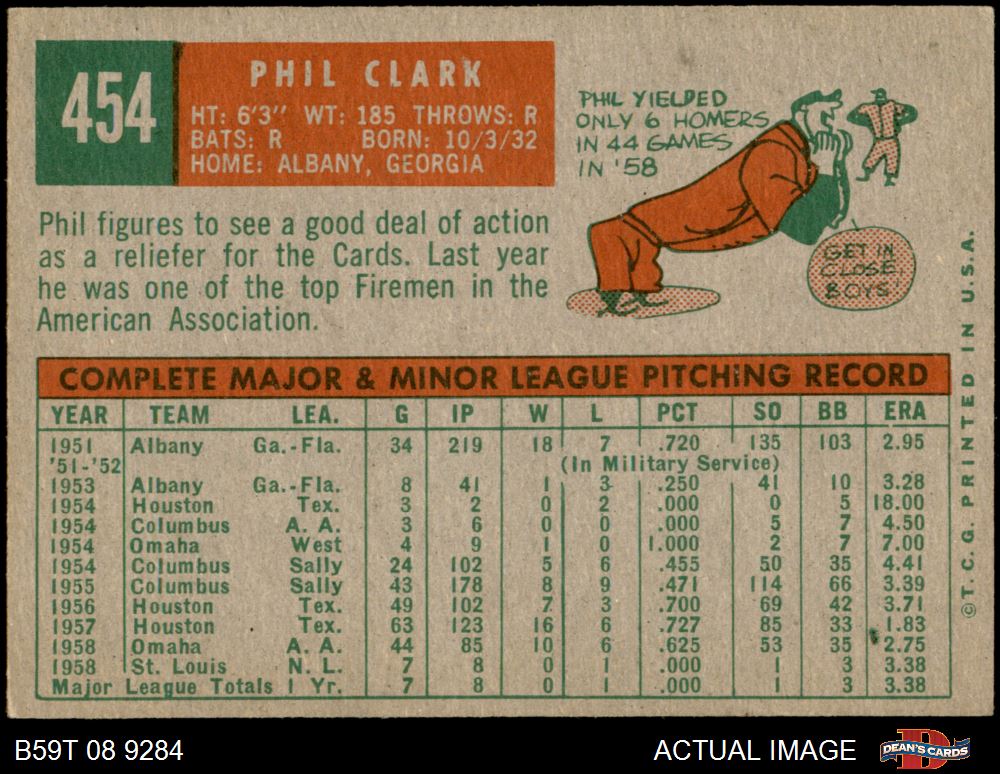 454
PHIL CLARK
HT: 6'3" WT: 185 THROWS: R
BATS: R BORN: 10/3/32
HOME: ALBANY, GEORGIA
PHIL YIELDED
ONLY 6 HOMERS
IN 44 GAMES
IN '58
GET IN
CLOSE,
BOYS!
Phil figures to see a good deal of action
as a reliefer for the Cards. Last year
he was one of the top Firemen in the
American Association.
COMPLETE MAJOR & MINOR LEAGUE PITCHING RECORD
YEAR TEAM LEA. G IP W L PCT SO BB ERA
1951 Albany Ga.-Fla. 34 219 18 7 .720 135 103 2.95
'51-'52 (In Military Service)
1953 Albany Ga.-Fla. 8 41 1 3 .250 41 10 3.28
1954 Houston Tex. 3 2 0 2 .000 0 5 18.00
1954 Columbus A. A. 3 6 0 0 .000 5 7 4.50
1954 Omaha West 4 9 1 0 1.000 2 7 7.00
1954 Columbus Sally 24 102 5 6 .455 50 35 4.41
1955 Columbus Sally 43 178 8 9 .471 114 66 3.39
1956 Houston Tex. 49 102 7 3 .700 69 42 3.71
1957 Houston Tex. 63 123 16 6 .727 85 33 1.83
1958 Omaha A. A. 44 85 10 6 .625 53 35 2.75
1958 St. Louis N. L. 7 8 0 1 .000 1 3 3.38
Major League Totals 1 Yr. 7 8 0 1 .000 1 3 3.38
©T. C. G. PRINTED IN U.S.A.
B59T 08 9284
ACTUAL IMAGE
DEAN'S CARDS